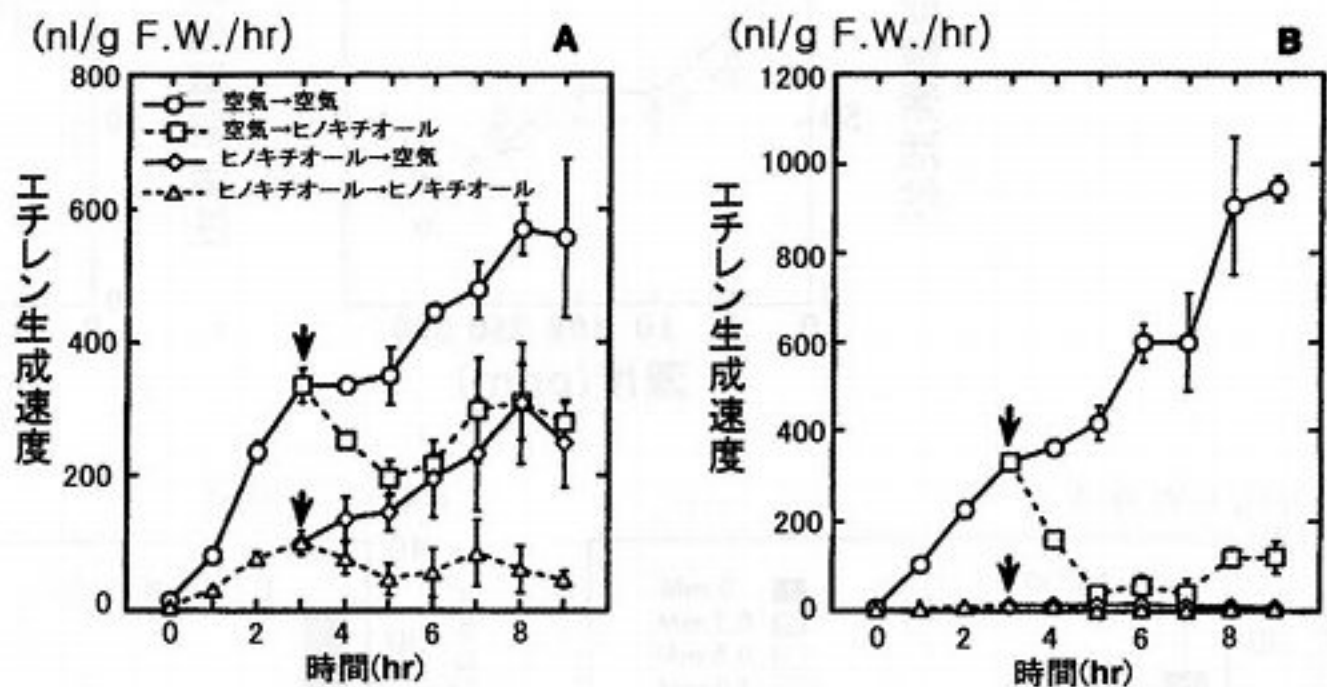 (nl/g F.W./hr)
A
800
600
400
200
0
空気→空気
空気→ヒノキチオール
ヒノキチオール→空気
ヒノキチオール→ヒノキチオール
エチレン生成速度
0 2 4 6 8
時間(hr)
(nl/g F.W./hr)
B
1200
1000
800
600
400
200
0
エチレン生成速度
0 2 4 6 8
時間(hr)